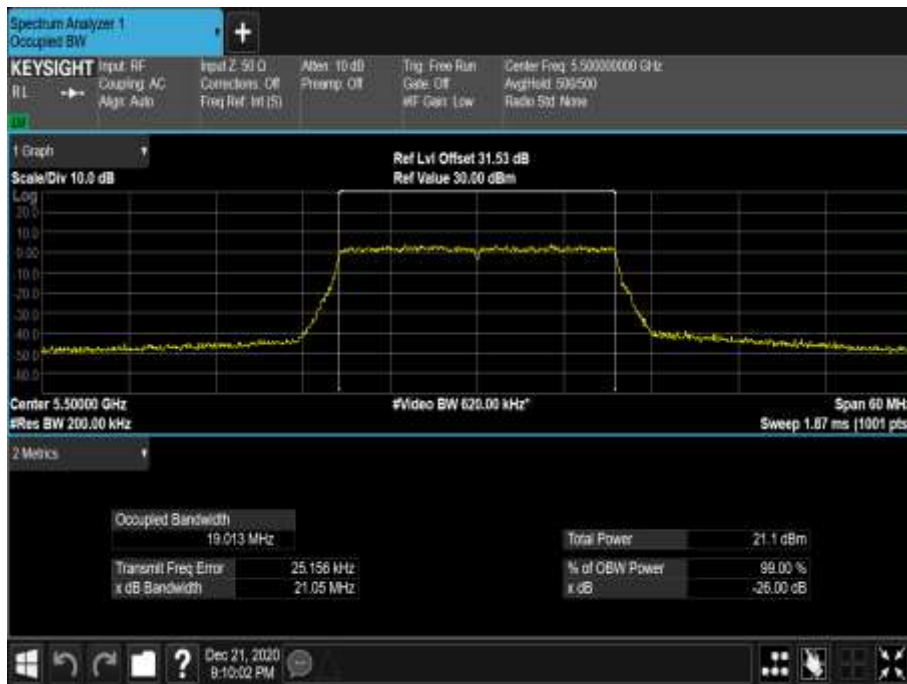 Spectrum Analyzer 1
Occupied BW
KEYSIGHT
Input: RF
Coupling: AC
Align: Auto
Input Z: 50 Ω
Corrections: Off
Freq Ref: Int (S)
Atten: 10 dB
Preamp: Off
Trig: Free Run
Gate: Off
#IF Gain: Low
Center Freq: 5.500000000 GHz
Avg|Hold: 500/500
Radio Std: None
1 Graph
Scale/Div 10.0 dB
Ref Lvl Offset 31.53 dB
Ref Value 30.00 dBm
Log
20.0
10.0
0.00
-10.0
-20.0
-30.0
-40.0
-50.0
-60.0
Center 5.50000 GHz
#Video BW 620.00 kHz*
Span 60 MHz
#Res BW 200.00 kHz
Sweep 1.87 ms (1001 pts
2 Metrics
Occupied Bandwidth
19.013 MHz
Total Power 21.1 dBm
Transmit Freq Error 25.156 kHz
% of OBW Power 99.00 %
x dB Bandwidth 21.05 MHz
x dB -26.00 dB
?
Dec 21, 2020
8:10:02 PM